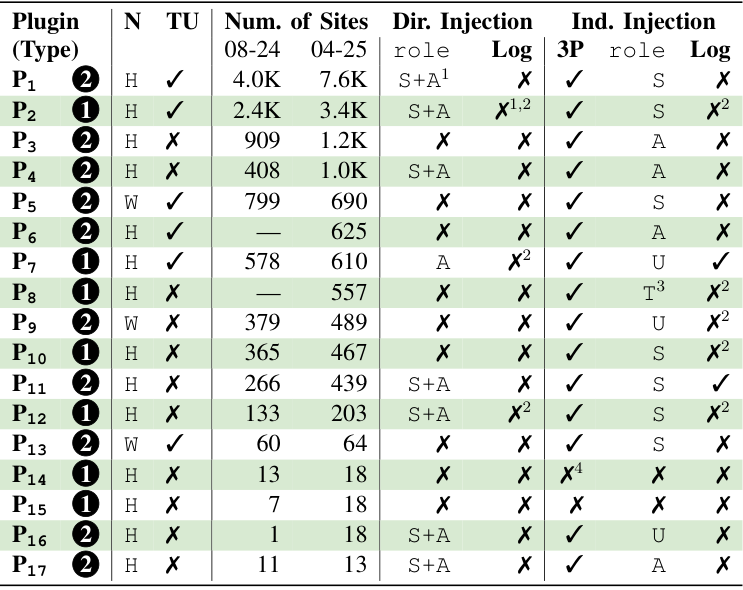 Plugin N TU Num. of Sites Dir. Injection Ind. Injection
(Type) 08-24 04-25 role Log 3P role Log
P₁ ❷ H ✓ 4.0K 7.6K S+A¹ ✗ ✓ S ✗
P₂ ❶ H ✓ 2.4K 3.4K S+A ✗¹,² ✓ S ✗²
P₃ ❷ H ✗ 909 1.2K ✗ ✗ ✓ A ✗
P₄ ❷ H ✗ 408 1.0K S+A ✗ ✓ A ✗
P₅ ❷ W ✓ 799 690 ✗ ✗ ✓ S ✗
P₆ ❷ H ✓ — 625 ✗ ✗ ✓ A ✗
P₇ ❶ H ✓ 578 610 A ✗² ✓ U ✓
P₈ ❶ H ✗ — 557 ✗ ✗ ✓ T³ ✗²
P₉ ❷ W ✗ 379 489 ✗ ✗ ✓ U ✗²
P₁₀ ❶ H ✗ 365 467 ✗ ✗ ✓ S ✗²
P₁₁ ❷ H ✗ 266 439 S+A ✗ ✓ S ✓
P₁₂ ❶ H ✗ 133 203 S+A ✗² ✓ S ✗²
P₁₃ ❷ W ✓ 60 64 ✗ ✗ ✓ S ✗
P₁₄ ❶ H ✗ 13 18 ✗ ✗ ✗⁴ ✗ ✗
P₁₅ ❶ H ✗ 7 18 ✗ ✗ ✗ ✗ ✗
P₁₆ ❷ H ✗ 1 18 S+A ✗ ✓ U ✗
P₁₇ ❷ H ✗ 11 13 S+A ✗ ✓ A ✗